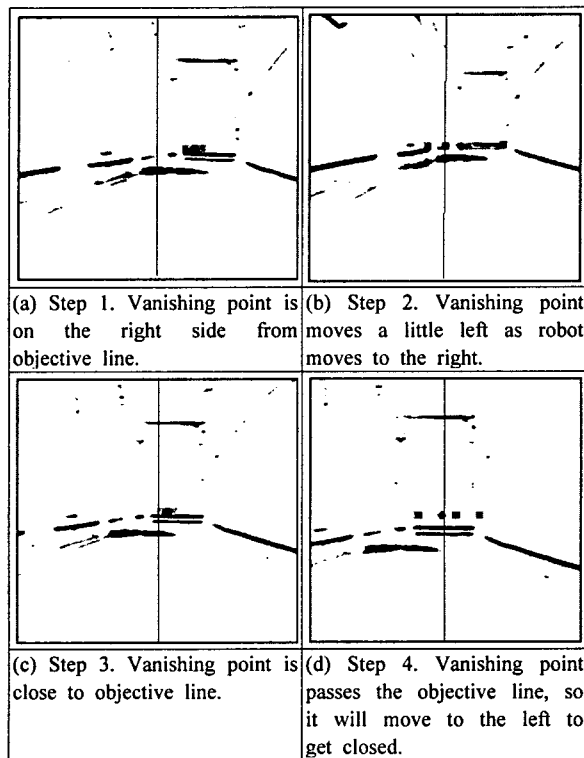 (a) Step 1. Vanishing point is
on the right side from
objective line.
(b) Step 2. Vanishing point
moves a little left as robot
moves to the right.
(c) Step 3. Vanishing point is
close to objective line.
(d) Step 4. Vanishing point
passes the objective line, so
it will move to the left to
get closed.